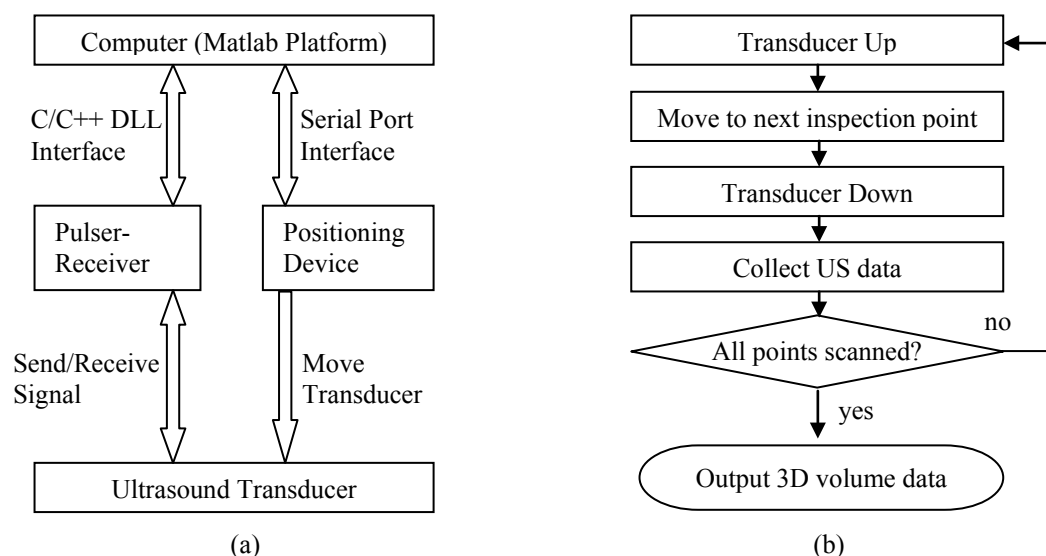 Computer (Matlab Platform)
C/C++ DLL
Interface
Serial Port
Interface
Pulser-
Receiver
Positioning
Device
Send/Receive
Signal
Move
Transducer
Ultrasound Transducer
(a)
Transducer Up
Move to next inspection point
Transducer Down
Collect US data
All points scanned?
no
yes
Output 3D volume data
(b)